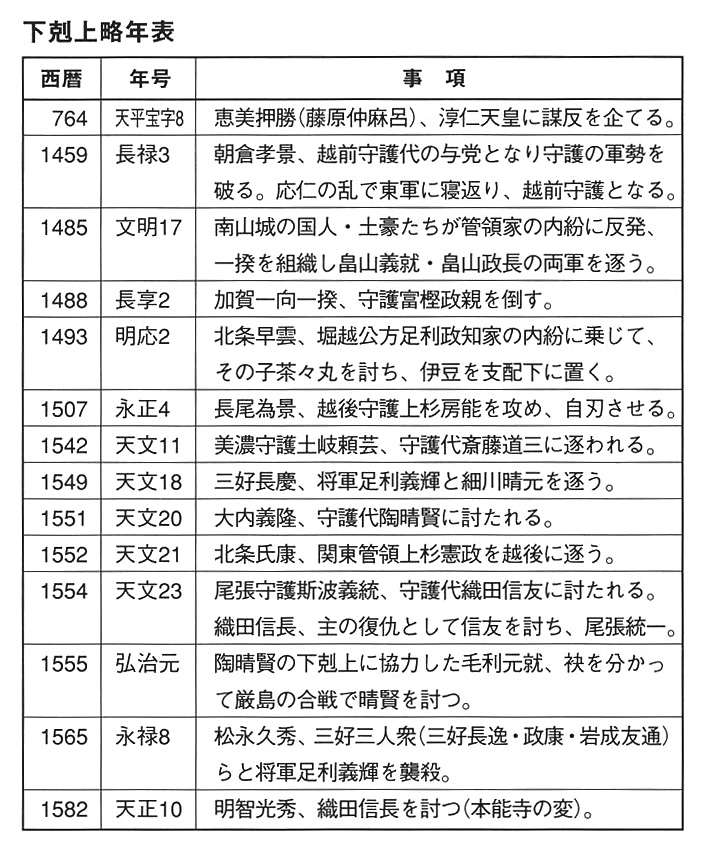 下剋上略年表
西暦 年号 事項
764 天平宝字8 恵美押勝(藤原仲麻呂)、淳仁天皇に謀反を企てる。
1459 長禄3 朝倉孝景、越前守護代の与党となり守護の軍勢を
破る。応仁の乱で東軍に寝返り、越前守護となる。
1485 文明17 南山城の国人・土豪たちが管領家の内紛に反発、
一揆を組織し畠山義就・畠山政長の両軍を逐う。
1488 長享2 加賀一向一揆、守護富樫政親を倒す。
1493 明応2 北条早雲、堀越公方足利政知家の内紛に乗じて、
その子茶々丸を討ち、伊豆を支配下に置く。
1507 永正4 長尾為景、越後守護上杉房能を攻め、自刃させる。
1542 天文11 美濃守護土岐頼芸、守護代斎藤道三に逐われる。
1549 天文18 三好長慶、将軍足利義輝と細川晴元を逐う。
1551 天文20 大内義隆、守護代陶晴賢に討たれる。
1552 天文21 北条氏康、関東管領上杉憲政を越後に逐う。
1554 天文23 尾張守護斯波義統、守護代織田信友に討たれる。
織田信長、主の復仇として信友を討ち、尾張統一。
1555 弘治元 陶晴賢の下剋上に協力した毛利元就、袂を分かっ
て厳島の合戦で晴賢を討つ。
1565 永禄8 松永久秀、三好三人衆(三好長逸・政康・岩成友通)
らと将軍足利義輝を襲殺。
1582 天正10 明智光秀、織田信長を討つ(本能寺の変)。